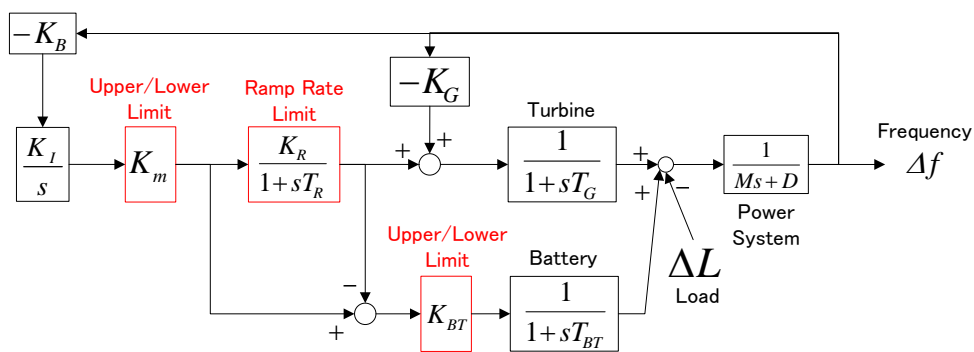 −K_B
Upper/Lower
Limit
Ramp Rate
Limit
−K_G
Turbine
Frequency
Δf
K_I
s
K_m
K_R
1+sT_R
+
+
1
1+sT_G
+
+
−
1
Ms+D
Power
System
Upper/Lower
Limit
Battery
ΔL
Load
−
+
K_BT
1
1+sT_BT